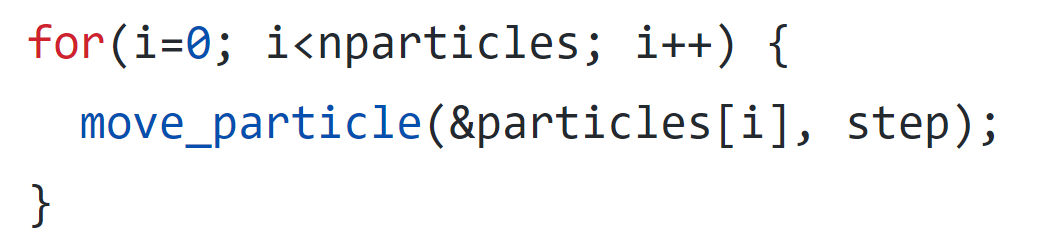 for(i=0; i<nparticles; i++) {
  move_particle(&particles[i], step);
}